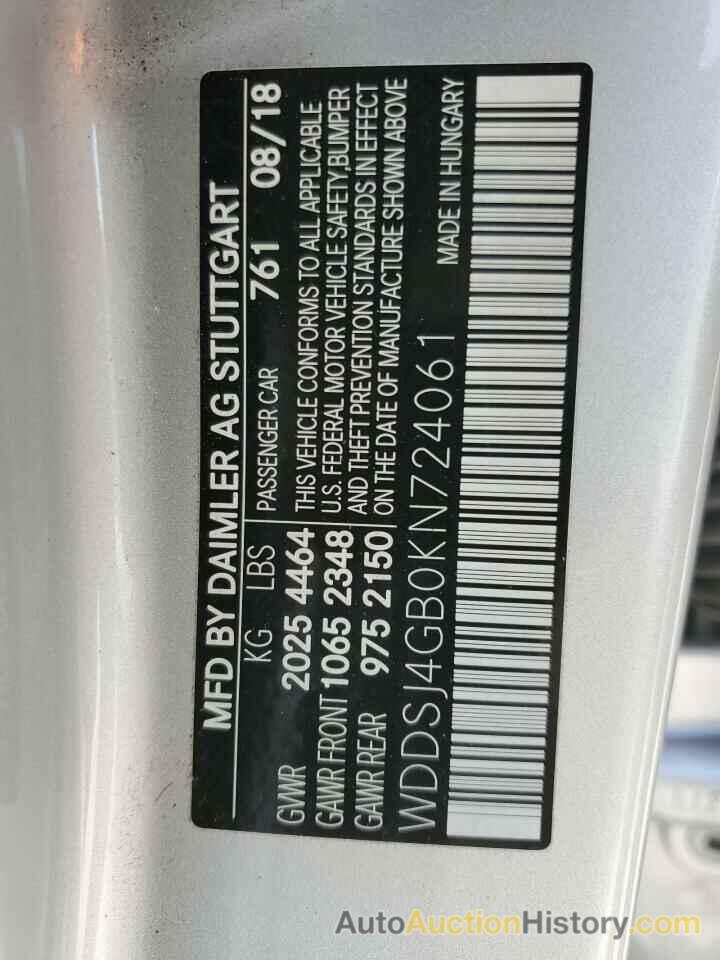 MFD BY DAIMLER AG STUTTGART
KG LBS PASSENGER CAR 761 08/18
GVWR 2025 4464 THIS VEHICLE CONFORMS TO ALL APPLICABLE
GAWR FRONT 1065 2348 U.S. FEDERAL MOTOR VEHICLE SAFETY, BUMPER
GAWR REAR 975 2150 AND THEFT PREVENTION STANDARDS IN EFFECT
ON THE DATE OF MANUFACTURE SHOWN ABOVE
WDDSJ4GB0KN724061 MADE IN HUNGARY
AutoAuctionHistory.com